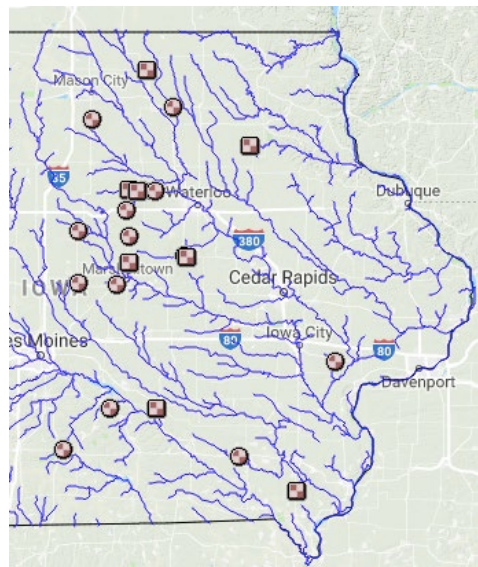 Mason City
35
Waterloo
Dubuque
380
Marshalltown
Cedar Rapids
IOWA
80
Iowa City
es Moines
80
Davenport